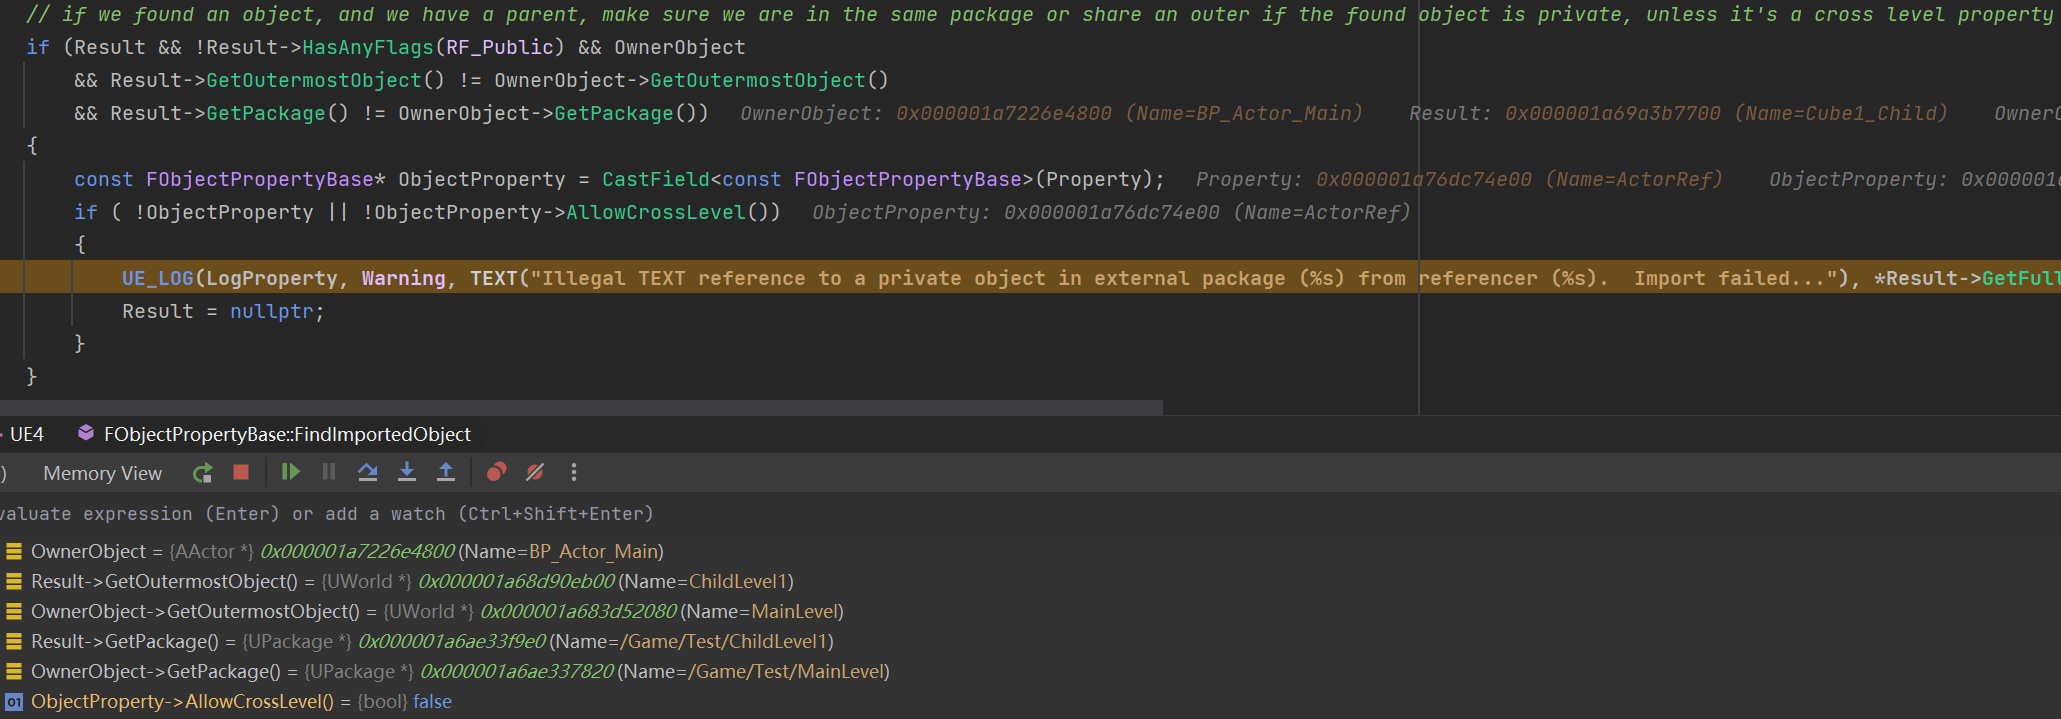 // if we found an object, and we have a parent, make sure we are in the same package or share an outer if the found object is private, unless it's a cross level property
if (Result && !Result->HasAnyFlags(RF_Public) && OwnerObject
&& Result->GetOutermostObject() != OwnerObject->GetOutermostObject()
&& Result->GetPackage() != OwnerObject->GetPackage()) OwnerObject: 0x000001a7226e4800 (Name=BP_Actor_Main) Result: 0x000001a69a3b7700 (Name=Cube1_Child)
{
const FObjectPropertyBase* ObjectProperty = CastField<const FObjectPropertyBase>(Property); Property: 0x000001a76dc74e00 (Name=ActorRef) ObjectProperty:
if ( !ObjectProperty || !ObjectProperty->AllowCrossLevel()) ObjectProperty: 0x000001a76dc74e00 (Name=ActorRef)
{
UE_LOG(LogProperty, Warning, TEXT("Illegal TEXT reference to a private object in external package (%s) from referencer (%s).  Import failed..."), *Result->GetFull
Result = nullptr;
}
}
UE4 FObjectPropertyBase::FindImportedObject
) Memory View
valuate expression (Enter) or add a watch (Ctrl+Shift+Enter)
OwnerObject = {AActor *} 0x000001a7226e4800 (Name=BP_Actor_Main)
Result->GetOutermostObject() = {UWorld *} 0x000001a68d90eb00 (Name=ChildLevel1)
OwnerObject->GetOutermostObject() = {UWorld *} 0x000001a683d52080 (Name=MainLevel)
Result->GetPackage() = {UPackage *} 0x000001a6ae33f9e0 (Name=/Game/Test/ChildLevel1)
OwnerObject->GetPackage() = {UPackage *} 0x000001a6ae337820 (Name=/Game/Test/MainLevel)
01 ObjectProperty->AllowCrossLevel() = {bool} false